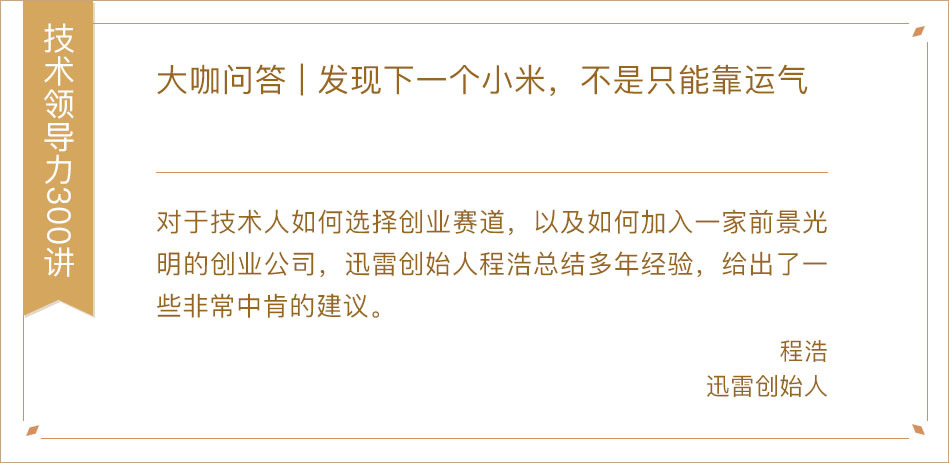 技术领导力300讲
大咖问答 | 发现下一个小米，不是只能靠运气
对于技术人如何选择创业赛道，以及如何加入一家前景光
明的创业公司，迅雷创始人程浩总结多年经验，给出了一
些非常中肯的建议。
程浩
迅雷创始人